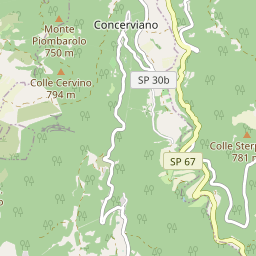 Concerviano
Monte
Piombarolo
750 m
SP 30b
Colle Cervino
794 m
Colle Sterp
781 m
SP 67